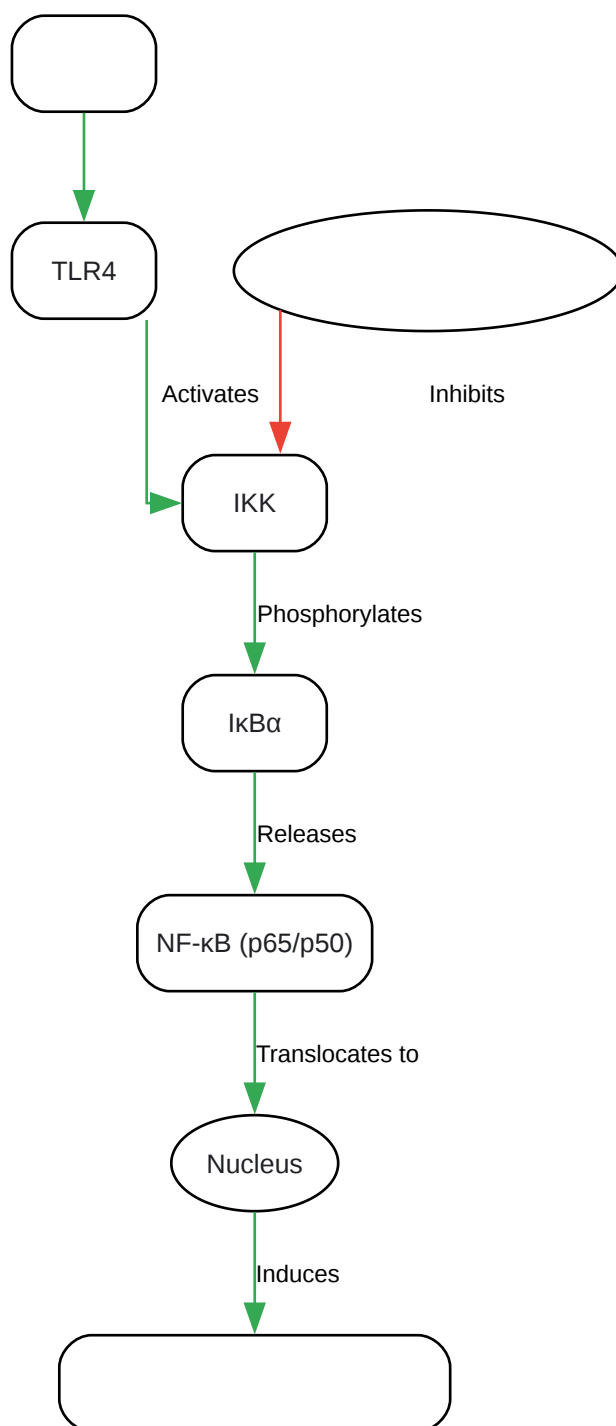 TLR4
Activates
Inhibits
IKK
Phosphorylates
IκBα
Releases
NF-κB (p65/p50)
Translocates to
Nucleus
Induces